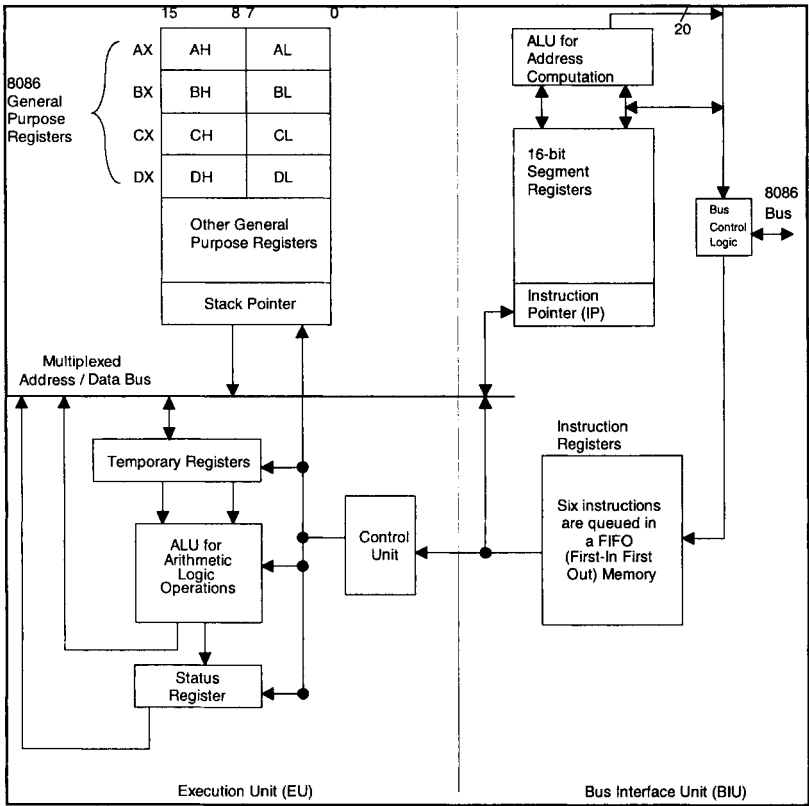 15 8 7 0
AX AH AL
BX BH BL
CX CH CL
DX DH DL
8086
General
Purpose
Registers
Other General
Purpose Registers
Stack Pointer
Multiplexed
Address / Data Bus
Temporary Registers
ALU for
Arithmetic
Logic
Operations
Status
Register
Control
Unit
Execution Unit (EU)
20
ALU for
Address
Computation
16-bit
Segment
Registers
Instruction
Pointer (IP)
Bus
Control
Logic
8086
Bus
Instruction
Registers
Six instructions
are queued in
a FIFO
(First-In First
Out) Memory
Bus Interface Unit (BIU)